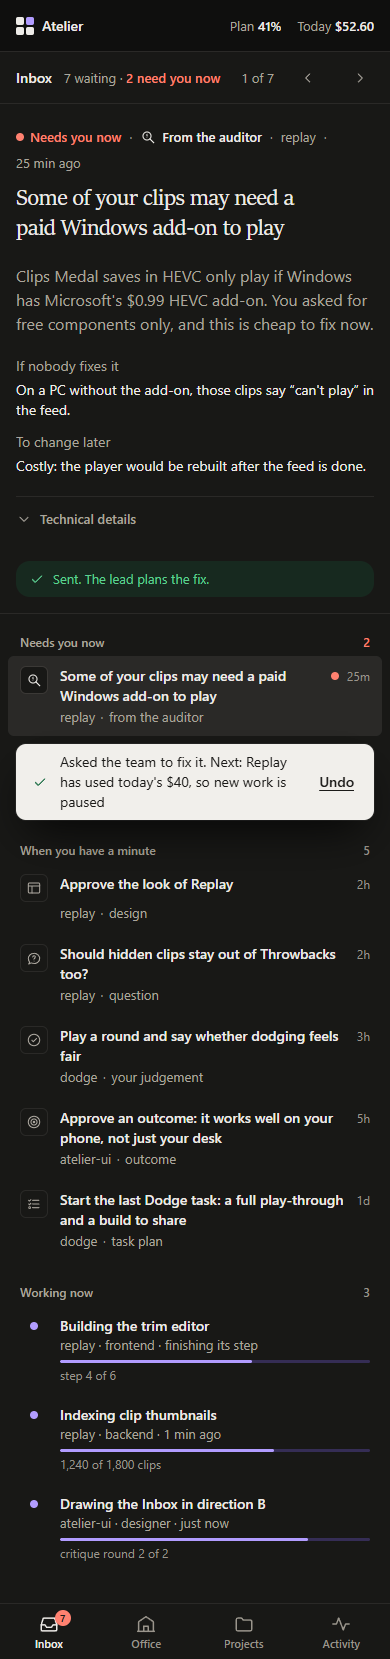 Atelier
Plan 41% Today $52.60
Inbox 7 waiting · 2 need you now 1 of 7
Needs you now · From the auditor · replay ·
25 min ago
Some of your clips may need a
paid Windows add-on to play
Clips Medal saves in HEVC only play if Windows
has Microsoft's $0.99 HEVC add-on. You asked for
free components only, and this is cheap to fix now.
If nobody fixes it
On a PC without the add-on, those clips say “can't play” in
the feed.
To change later
Costly: the player would be rebuilt after the feed is done.
Technical details
Sent. The lead plans the fix.
Needs you now 2
Some of your clips may need a paid 25m
Windows add-on to play
replay · from the auditor
Asked the team to fix it. Next: Replay
has used today's $40, so new work is
paused
Undo
When you have a minute 5
Approve the look of Replay 2h
replay · design
Should hidden clips stay out of Throwbacks 2h
too?
replay · question
Play a round and say whether dodging feels 3h
fair
dodge · your judgement
Approve an outcome: it works well on your 5h
phone, not just your desk
atelier-ui · outcome
Start the last Dodge task: a full play-through 1d
and a build to share
dodge · task plan
Working now 3
Building the trim editor
replay · frontend · finishing its step
step 4 of 6
Indexing clip thumbnails
replay · backend · 1 min ago
1,240 of 1,800 clips
Drawing the Inbox in direction B
atelier-ui · designer · just now
critique round 2 of 2
7
Inbox Office Projects Activity